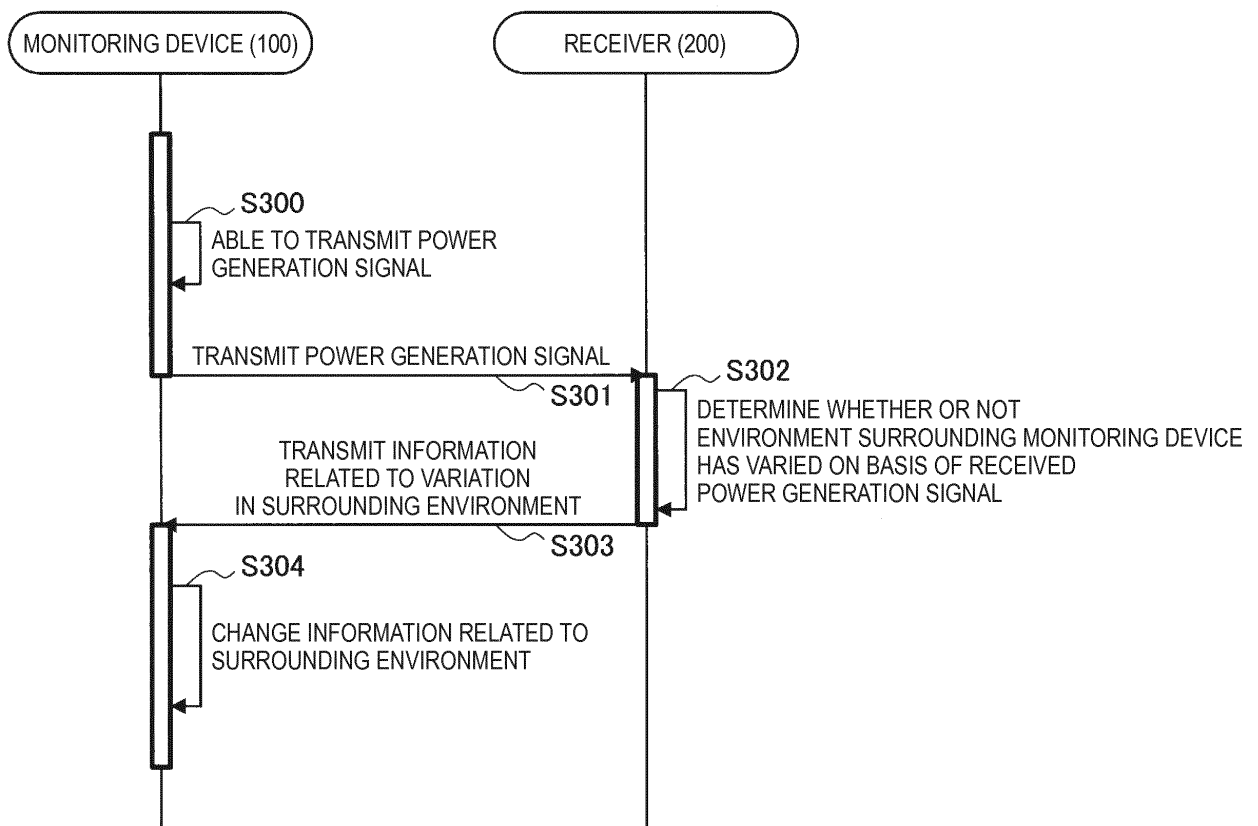 MONITORING DEVICE (100)
RECEIVER (200)
S300
ABLE TO TRANSMIT POWER
GENERATION SIGNAL
TRANSMIT POWER GENERATION SIGNAL
S301
S302
DETERMINE WHETHER OR NOT
ENVIRONMENT SURROUNDING MONITORING DEVICE
HAS VARIED ON BASIS OF RECEIVED
POWER GENERATION SIGNAL
TRANSMIT INFORMATION
RELATED TO VARIATION
IN SURROUNDING ENVIRONMENT
S303
S304
CHANGE INFORMATION RELATED TO
SURROUNDING ENVIRONMENT